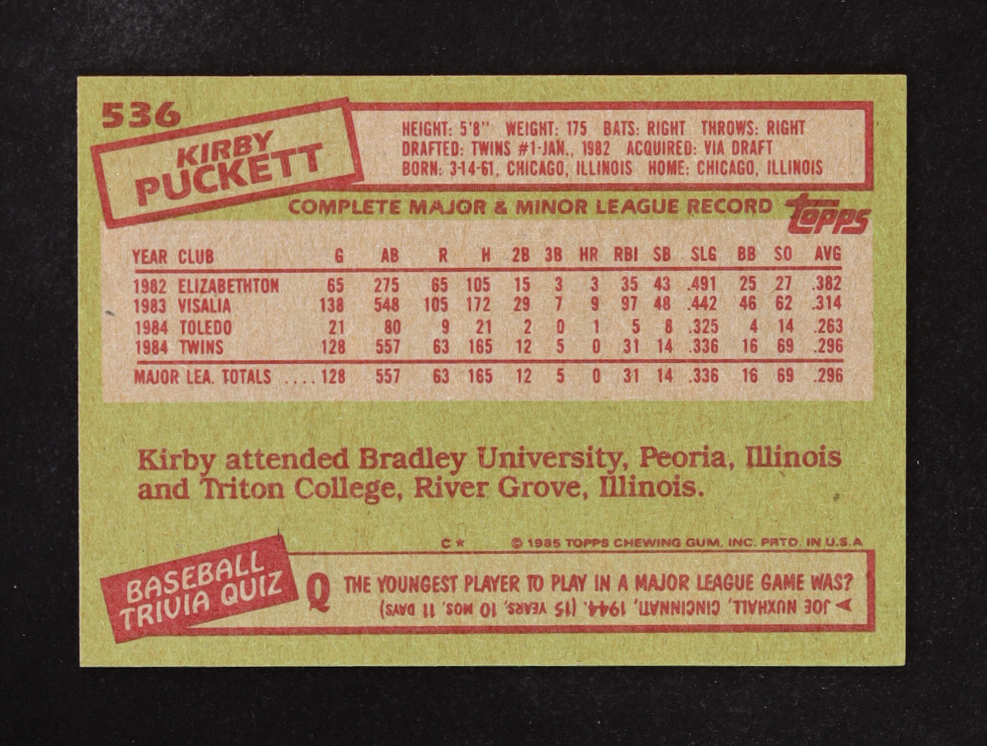 536
KIRBY
PUCKETT
HEIGHT: 5'8" WEIGHT: 175 BATS: RIGHT THROWS: RIGHT
DRAFTED: TWINS #1-JAN., 1982 ACQUIRED: VIA DRAFT
BORN: 3-14-61, CHICAGO, ILLINOIS HOME: CHICAGO, ILLINOIS
COMPLETE MAJOR & MINOR LEAGUE RECORD topps
YEAR CLUB G AB R H 2B 3B HR RBI SB SLG BB SO AVG
1982 ELIZABETHTON 65 275 65 105 15 3 3 35 43 .491 25 27 .382
1983 VISALIA 138 548 105 172 29 7 9 97 48 .442 46 62 .314
1984 TOLEDO 21 80 9 21 2 0 1 5 8 .325 4 14 .263
1984 TWINS 128 557 63 165 12 5 0 31 14 .336 16 69 .296
MAJOR LEA. TOTALS ....128 557 63 165 12 5 0 31 14 .336 16 69 .296
Kirby attended Bradley University, Peoria, Illinois
and Triton College, River Grove, Illinois.
C* © 1985 TOPPS CHEWING GUM, INC. PRTD. IN U.S.A
BASEBALL
TRIVIA QUIZ
Q THE YOUNGEST PLAYER TO PLAY IN A MAJOR LEAGUE GAME WAS?
A JOE NUXHALL, CINCINNATI, 1944. (15 YEARS, 10 MOS, 11 DAYS)